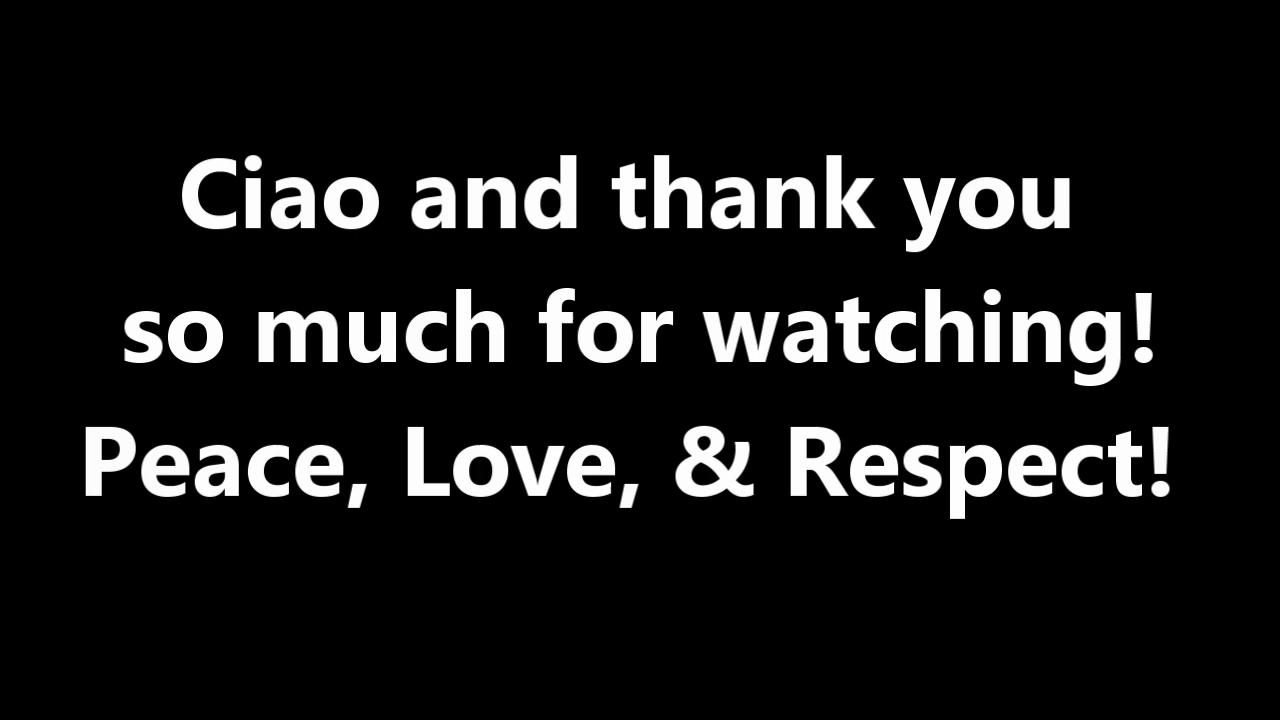 Ciao and thank you
so much for watching!
Peace, Love, & Respect!